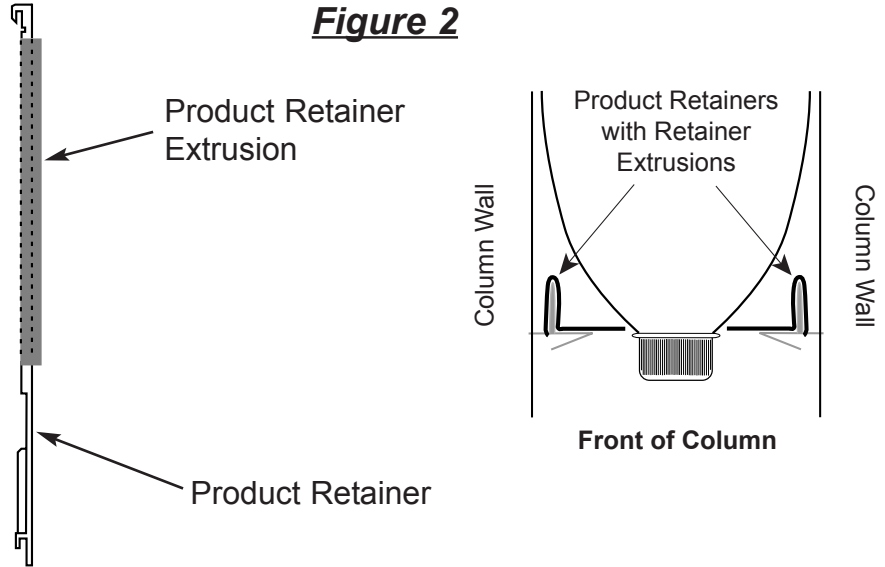 Figure 2
Product Retainer
Extrusion
Product Retainer
Product Retainers
with Retainer
Extrusions
Column Wall
Column Wall
Front of Column